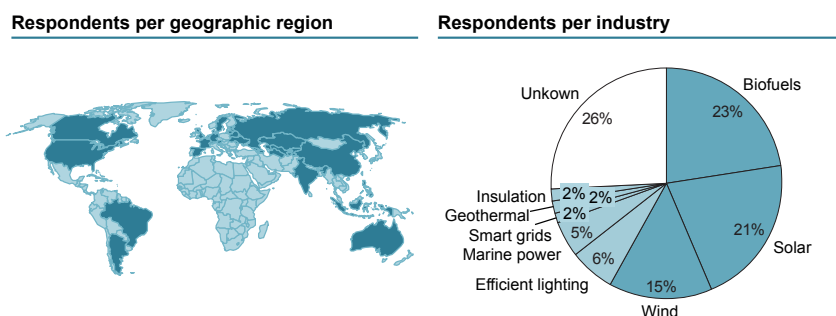 Respondents per geographic region
Respondents per industry
Unkown
26%
Biofuels
23%
Solar
21%
Wind
15%
Efficient lighting
6%
Marine power
5%
Smart grids
2%
Geothermal
2%
Insulation
2%